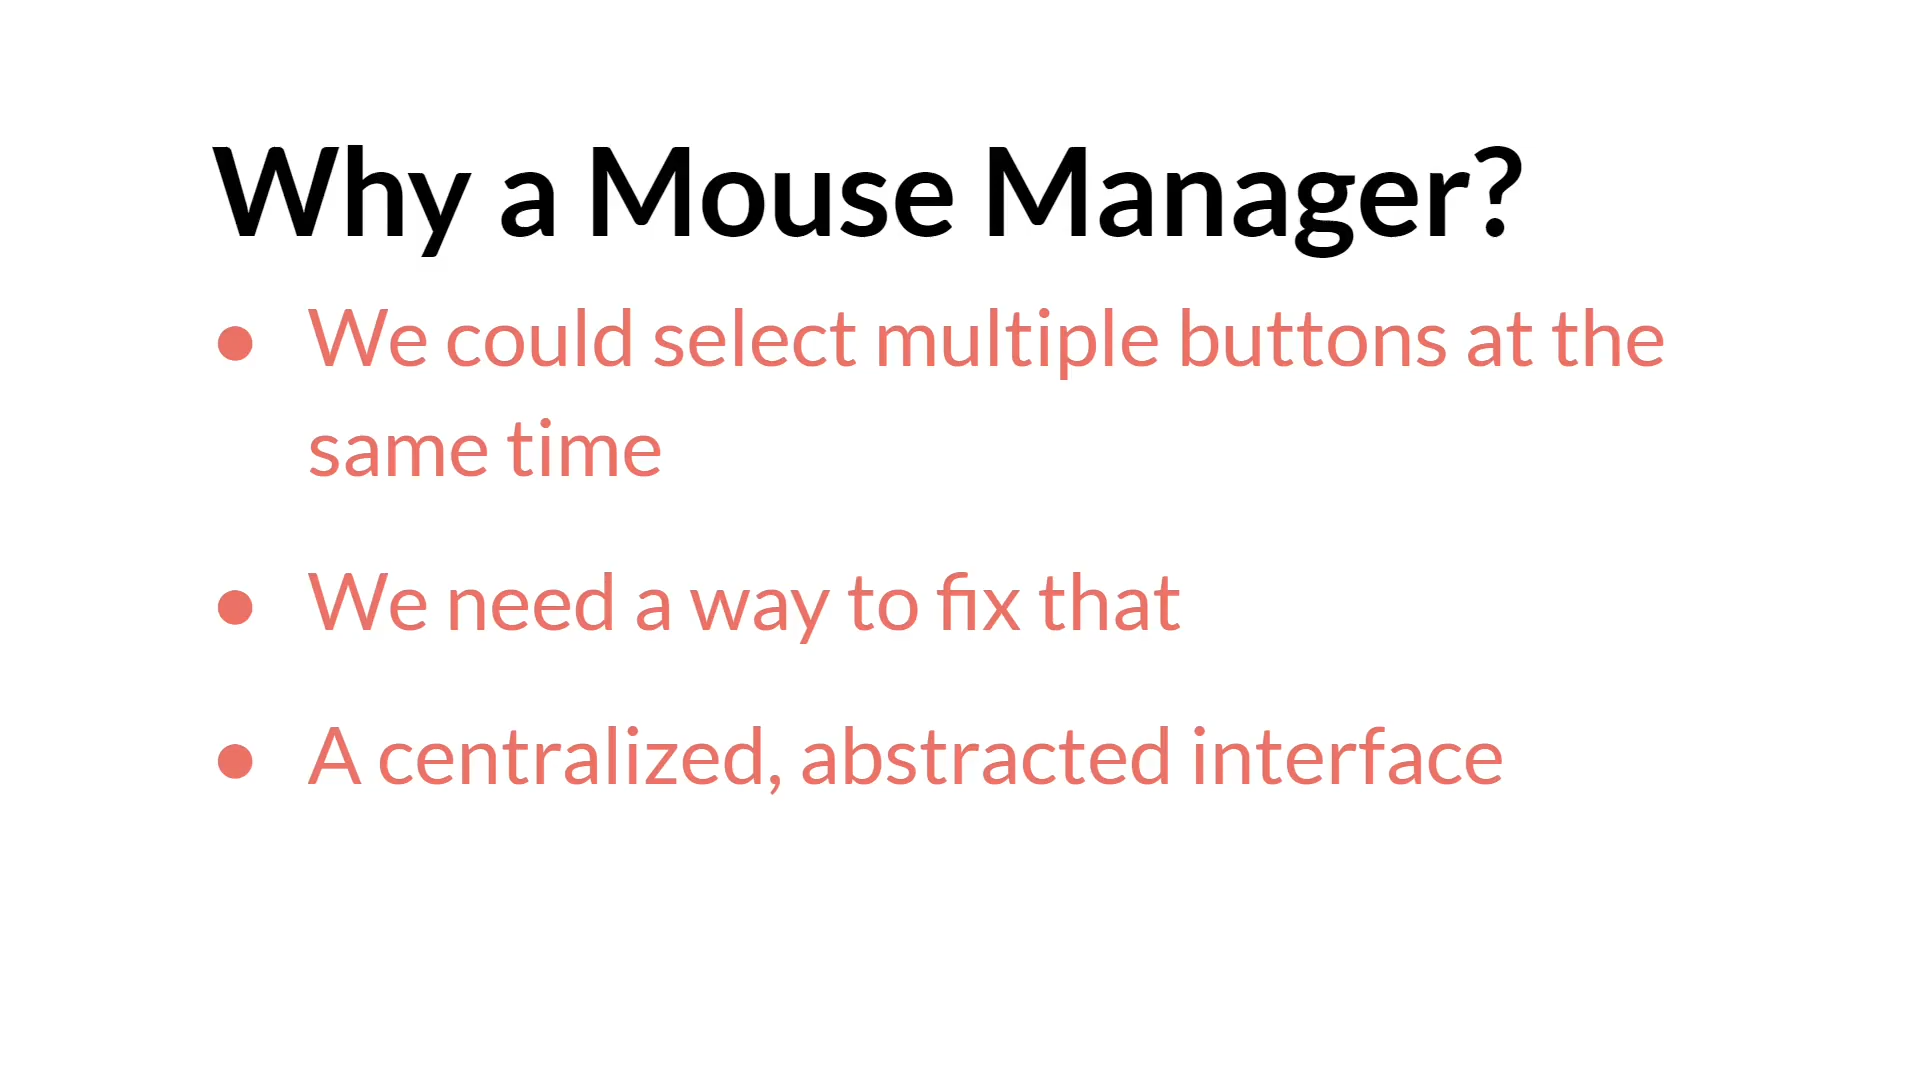 Why a Mouse Manager?
● We could select multiple buttons at the
same time
● We need a way to fix that
● A centralized, abstracted interface